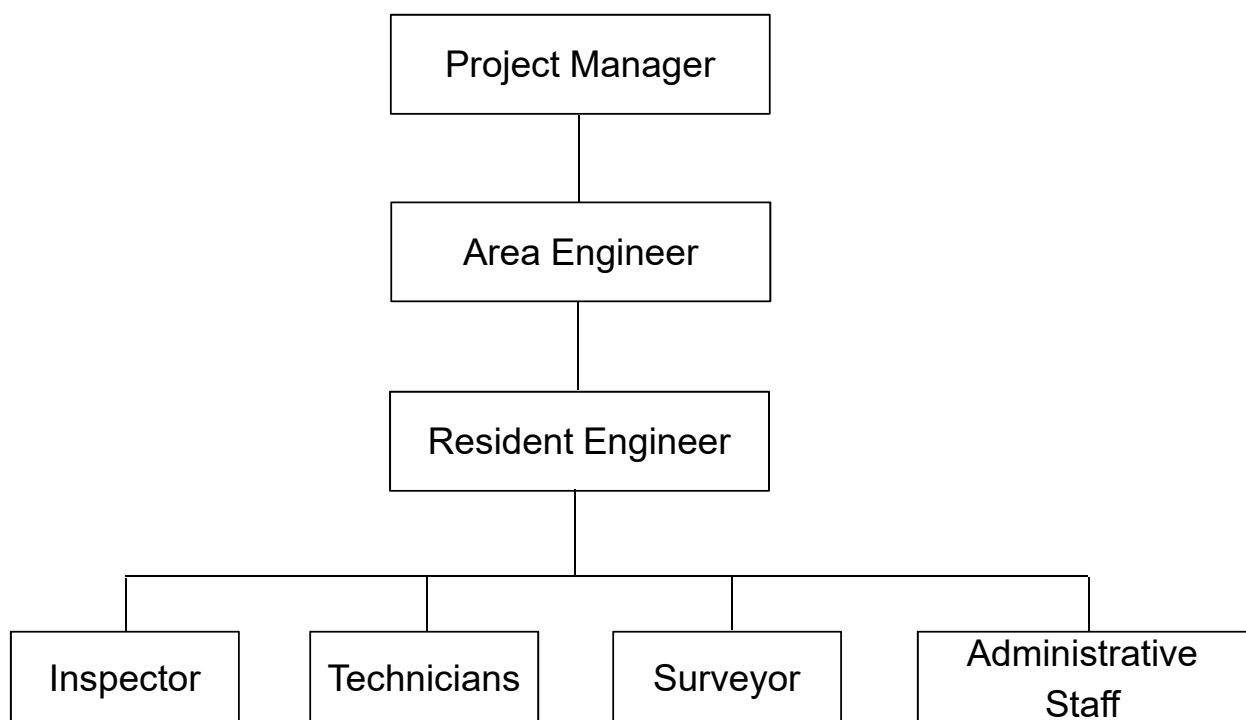 Project Manager
Area Engineer
Resident Engineer
Inspector
Technicians
Surveyor
Administrative
Staff